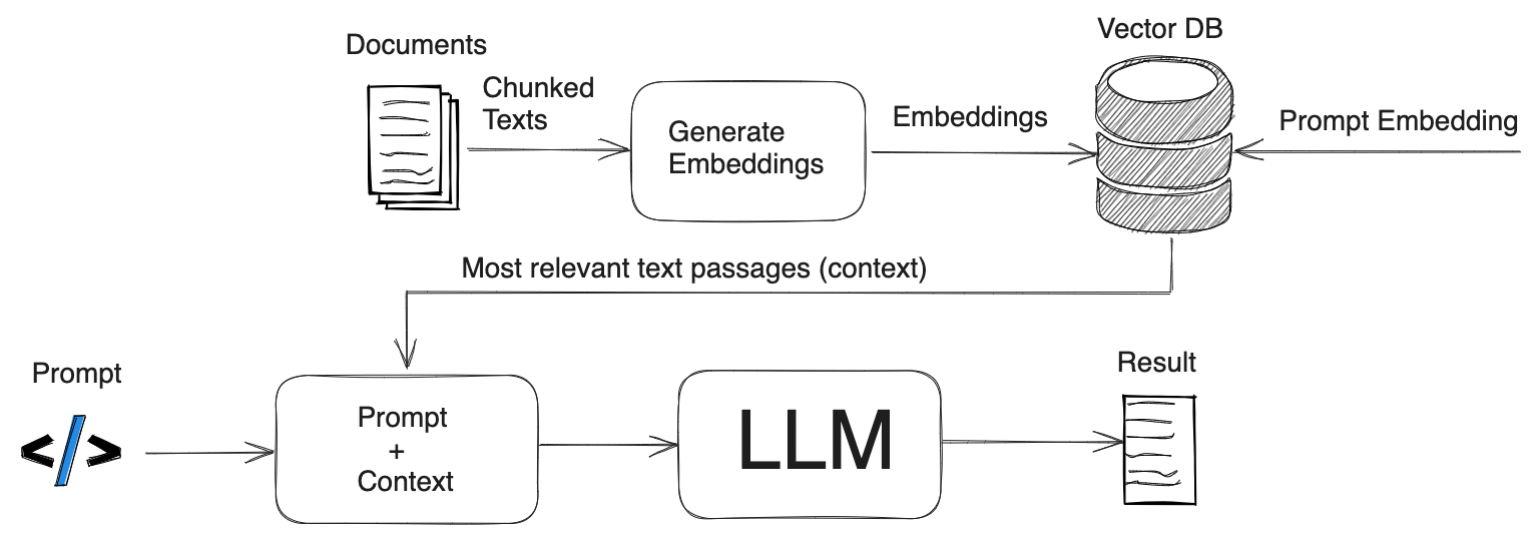 Documents
Chunked
Texts
Generate
Embeddings
Embeddings
Vector DB
Prompt Embedding
Most relevant text passages (context)
Prompt
</>
Prompt
+
Context
LLM
Result